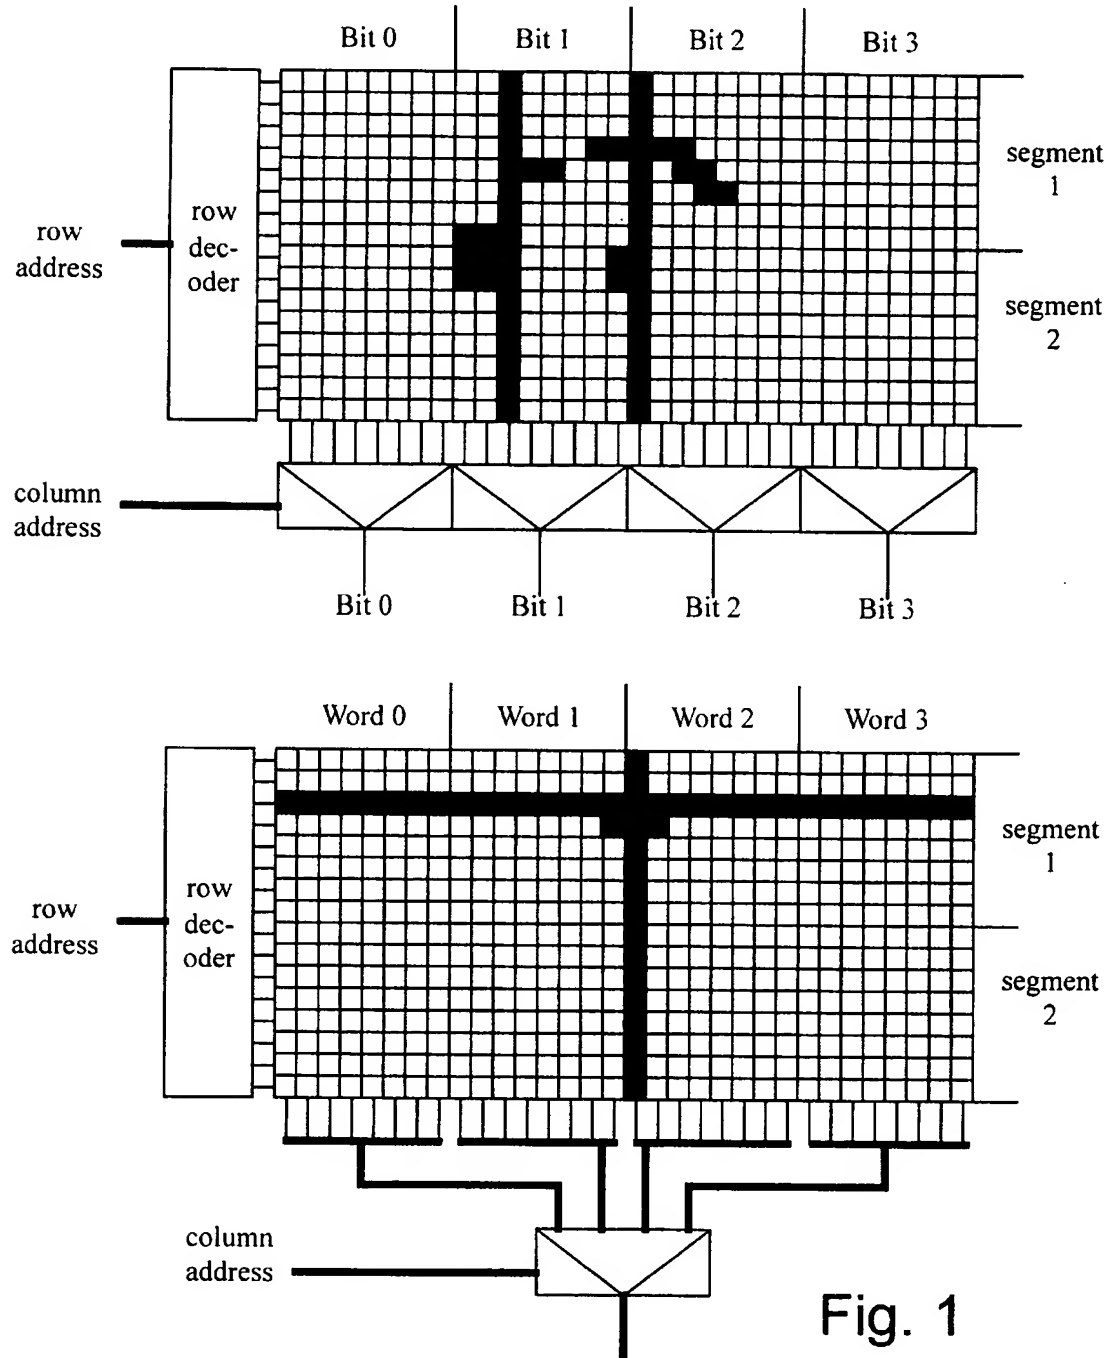 Bit 0 Bit 1 Bit 2 Bit 3
segment
1
row
dec-
oder
row
address
segment
2
column
address
Bit 0 Bit 1 Bit 2 Bit 3
Word 0 Word 1 Word 2 Word 3
segment
1
row
dec-
oder
row
address
segment
2
column
address
Fig. 1